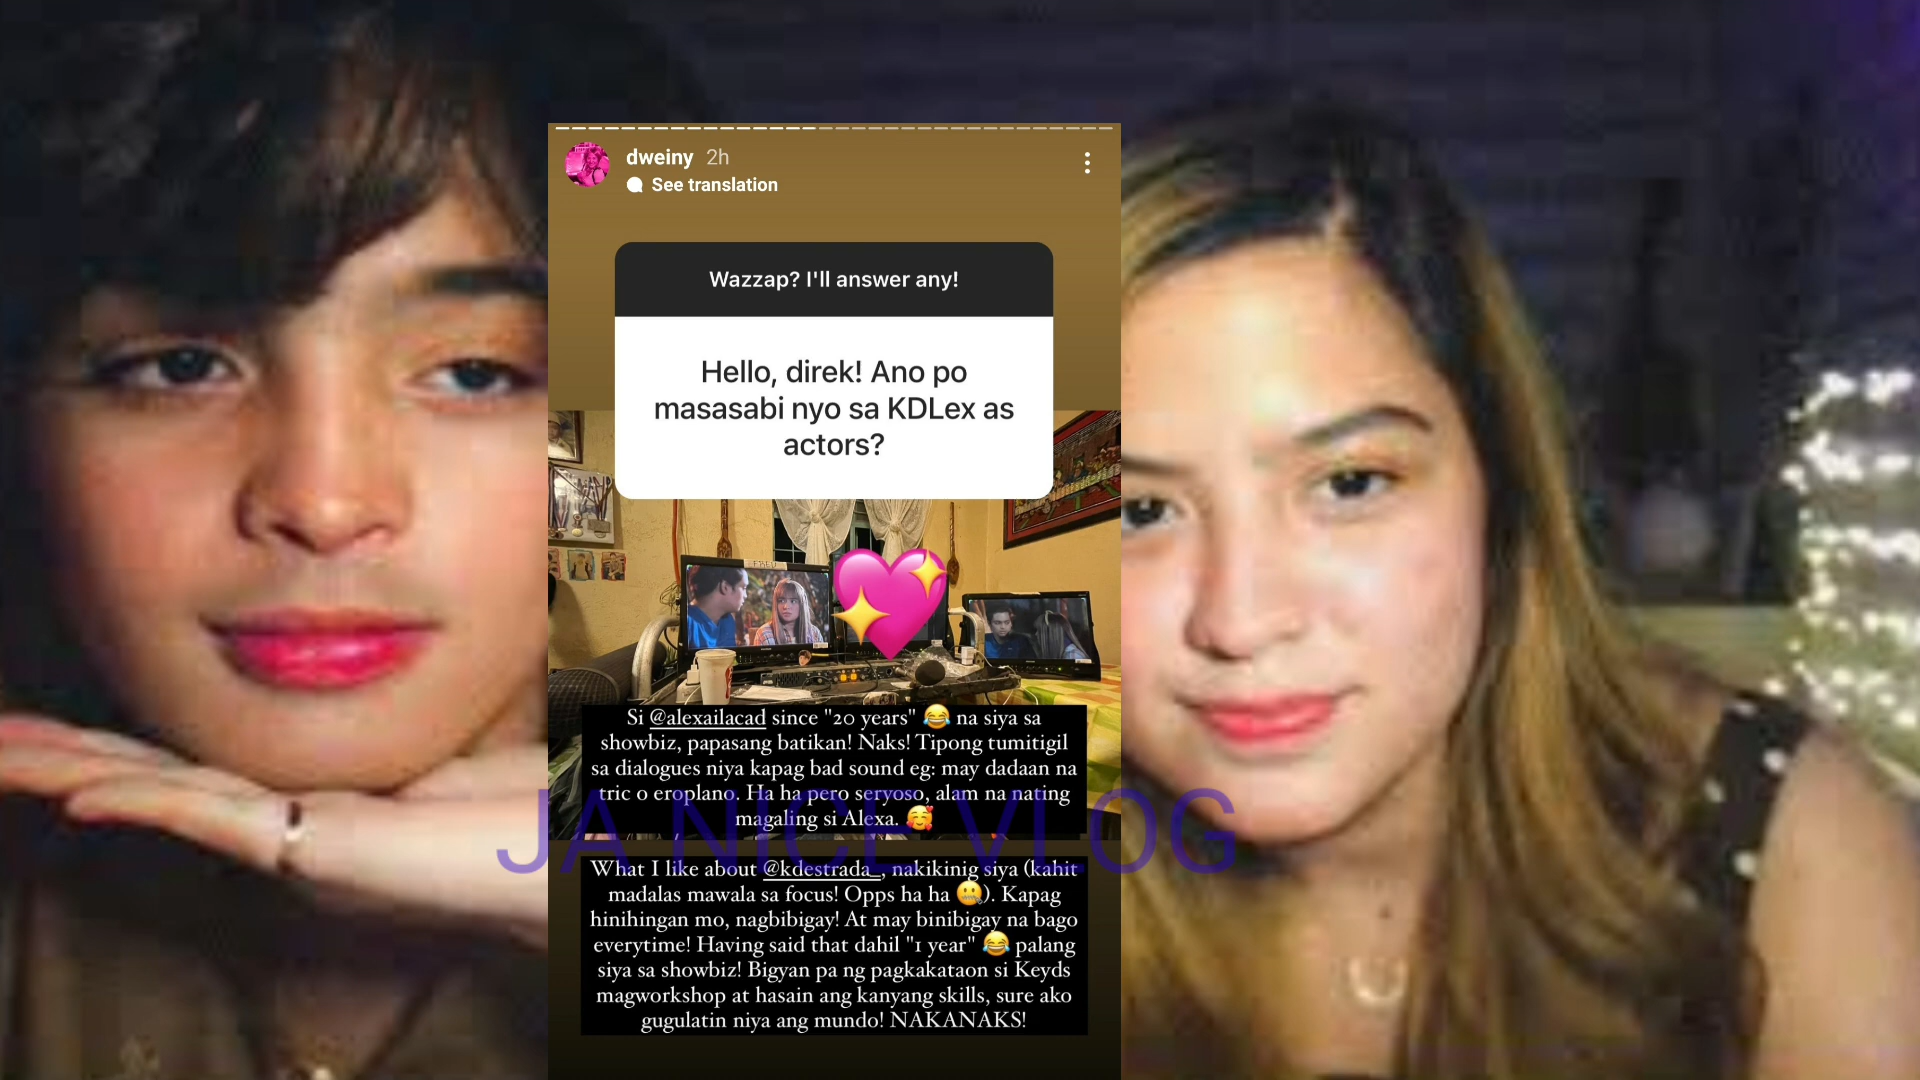 dweiny 2h
See translation
Wazzap? I'll answer any!
Hello, direk! Ano po
masasabi nyo sa KDLex as
actors?
Si @alexailacad since "20 years" 😂 na siya sa
showbiz, papasang batikan! Naks! Tipong tumitigil
sa dialogues niya kapag bad sound eg: may dadaan na
tric o eroplano. Ha ha pero seryoso, alam na nating
magaling si Alexa. 🥰
JA NICE VLOG
What I like about @kdestrada_, nakikinig siya (kahit
madalas mawala sa focus! Opps ha ha 🤐). Kapag
hinihingan mo, nagbibigay! At may binibigay na bago
everytime! Having said that dahil "1 year" 😂 palang
siya sa showbiz! Bigyan pa ng pagkakataon si Keyds
magworkshop at hasain ang kanyang skills, sure ako
gugulatin niya ang mundo! NAKANAKS!